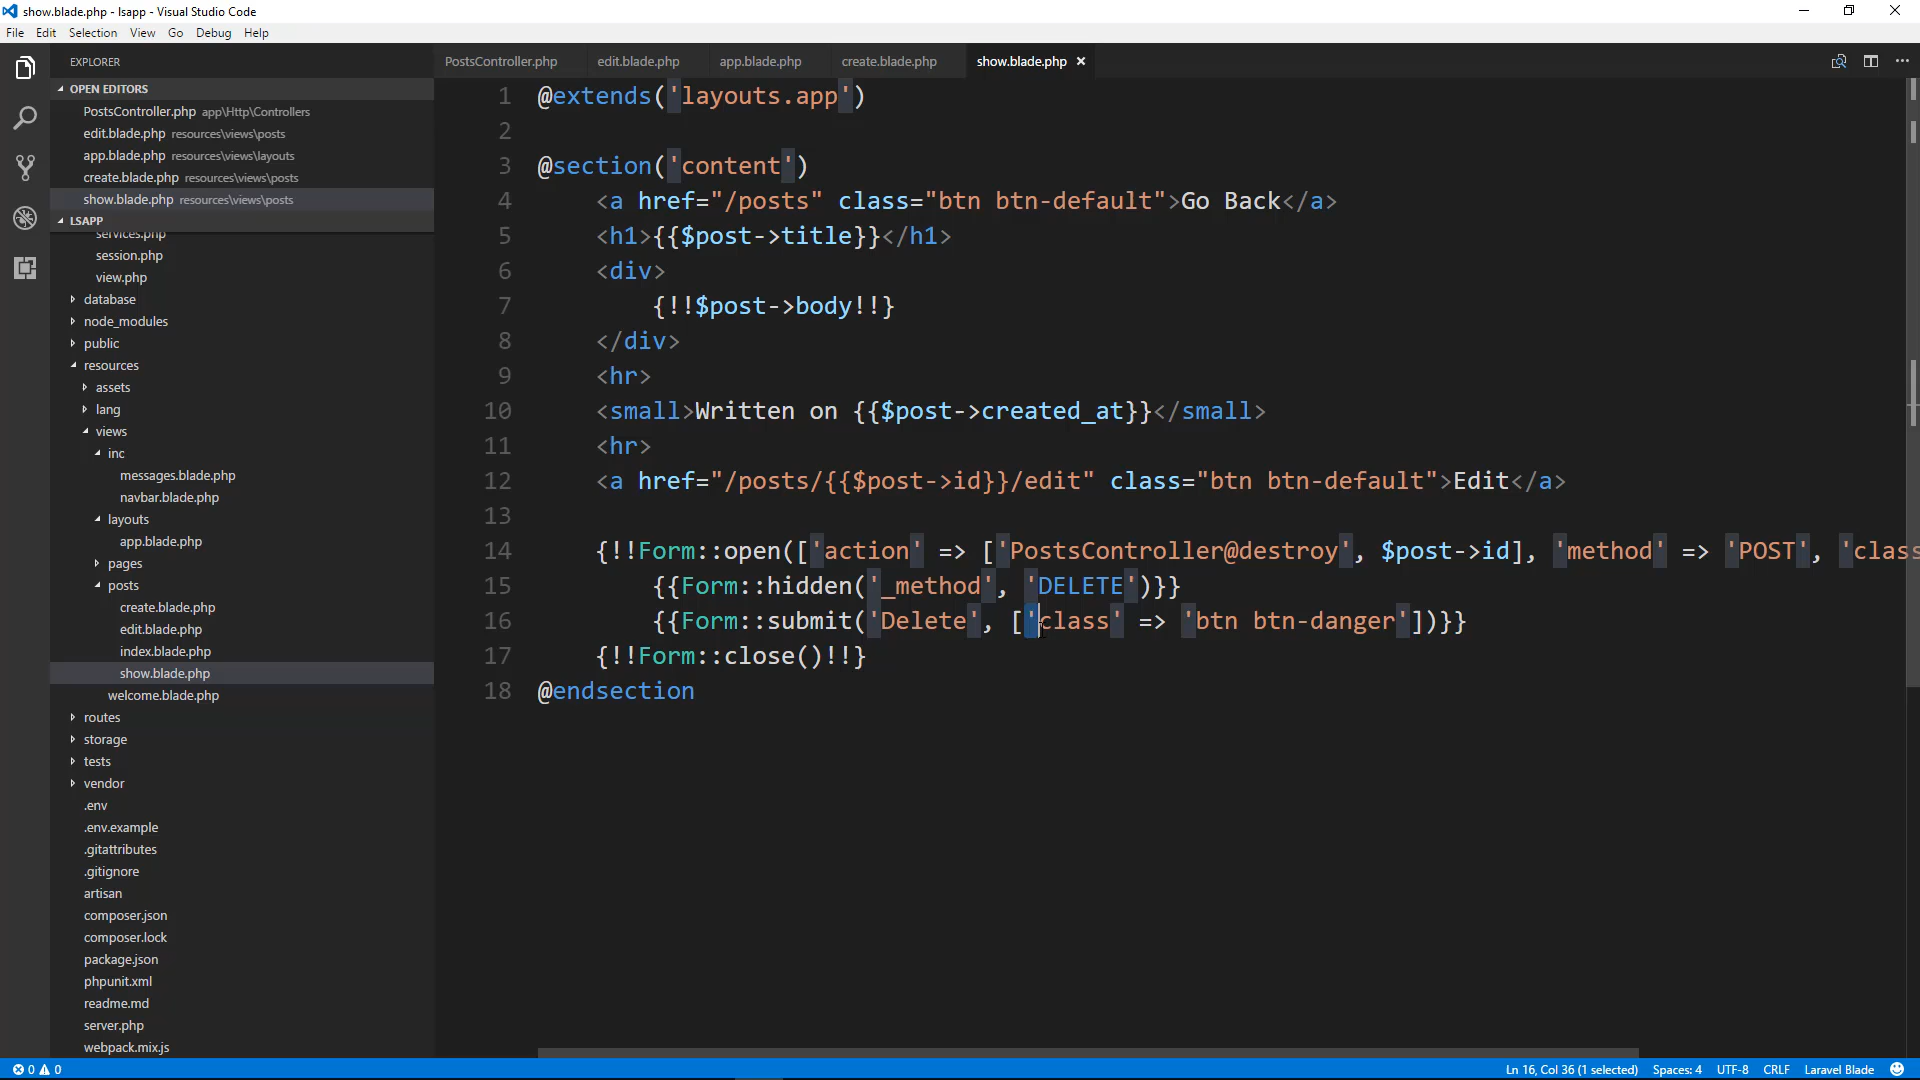 show.blade.php - lsapp - Visual Studio Code
File Edit Selection View Go Debug Help
EXPLORER
OPEN EDITORS
PostsController.php app\Http\Controllers
edit.blade.php resources\views\posts
app.blade.php resources\views\layouts
create.blade.php resources\views\posts
show.blade.php resources\views\posts
LSAPP
services.php
session.php
view.php
database
node_modules
public
resources
assets
lang
views
inc
messages.blade.php
navbar.blade.php
layouts
app.blade.php
pages
posts
create.blade.php
edit.blade.php
index.blade.php
show.blade.php
welcome.blade.php
routes
storage
tests
vendor
.env
.env.example
.gitattributes
.gitignore
artisan
composer.json
composer.lock
package.json
phpunit.xml
readme.md
server.php
webpack.mix.js
PostsController.php edit.blade.php app.blade.php create.blade.php show.blade.php ×
1 @extends('layouts.app')
2
3 @section('content')
4 <a href="/posts" class="btn btn-default">Go Back</a>
5 <h1>{{$post->title}}</h1>
6 <div>
7 {!!$post->body!!}
8 </div>
9 <hr>
10 <small>Written on {{$post->created_at}}</small>
11 <hr>
12 <a href="/posts/{{$post->id}}/edit" class="btn btn-default">Edit</a>
13
14 {!!Form::open(['action' => ['PostsController@destroy', $post->id], 'method' => 'POST', 'class
15 {{Form::hidden('_method', 'DELETE')}}
16 {{Form::submit('Delete', ['class' => 'btn btn-danger'])}}
17 {!!Form::close()!!}
18 @endsection
0 0 Ln 16, Col 36 (1 selected) Spaces: 4 UTF-8 CRLF Laravel Blade